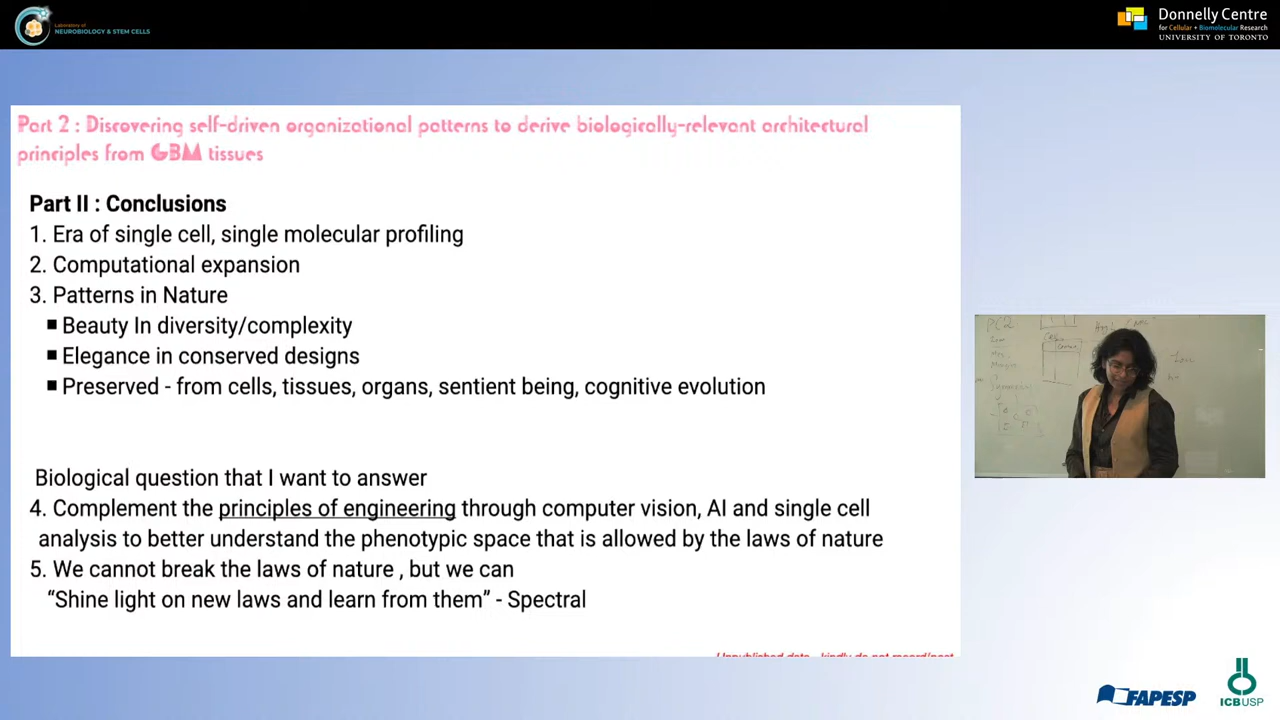 Laboratory of
NEUROBIOLOGY & STEM CELLS
Donnelly Centre
for Cellular + Biomolecular Research
UNIVERSITY OF TORONTO
Part 2 : Discovering self-driven organizational patterns to derive biologically-relevant architectural
principles from GBM tissues
Part II : Conclusions
1. Era of single cell, single molecular profiling
2. Computational expansion
3. Patterns in Nature
▪ Beauty In diversity/complexity
▪ Elegance in conserved designs
▪ Preserved - from cells, tissues, organs, sentient being, cognitive evolution
Biological question that I want to answer
4. Complement the principles of engineering through computer vision, AI and single cell
analysis to better understand the phenotypic space that is allowed by the laws of nature
5. We cannot break the laws of nature , but we can
“Shine light on new laws and learn from them” - Spectral
Unpublished data - kindly do not record/post
FAPESP
ICBUSP